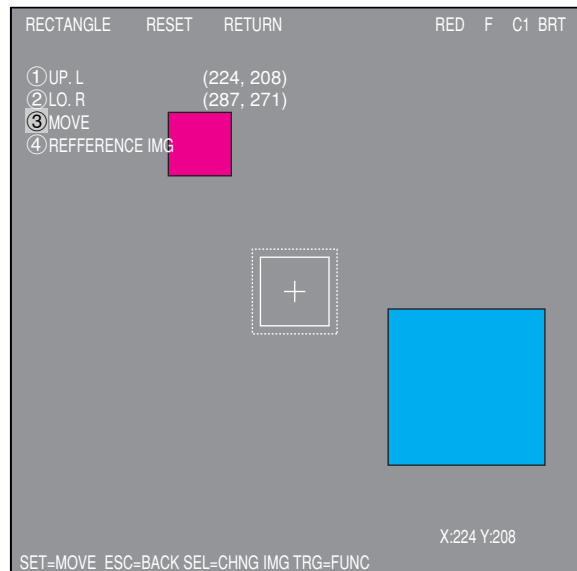 RECTANGLE RESET RETURN RED F C1 BRT
①UP. L (224, 208)
②LO. R (287, 271)
③MOVE
④REFFERENCE IMG
X:224 Y:208
SET=MOVE ESC=BACK SEL=CHNG IMG TRG=FUNC